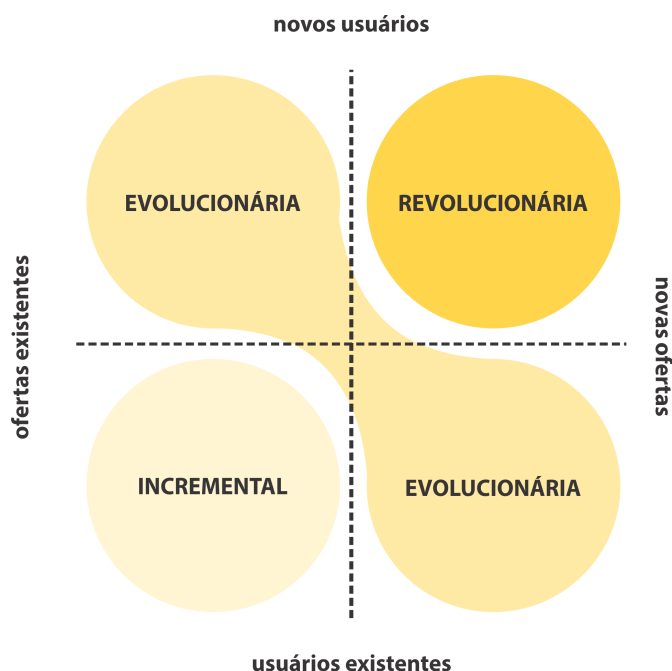 novos usuários
EVOLUCIONÁRIA
REVOLUCIONÁRIA
ofertas existentes
novas ofertas
INCREMENTAL
EVOLUCIONÁRIA
usuários existentes